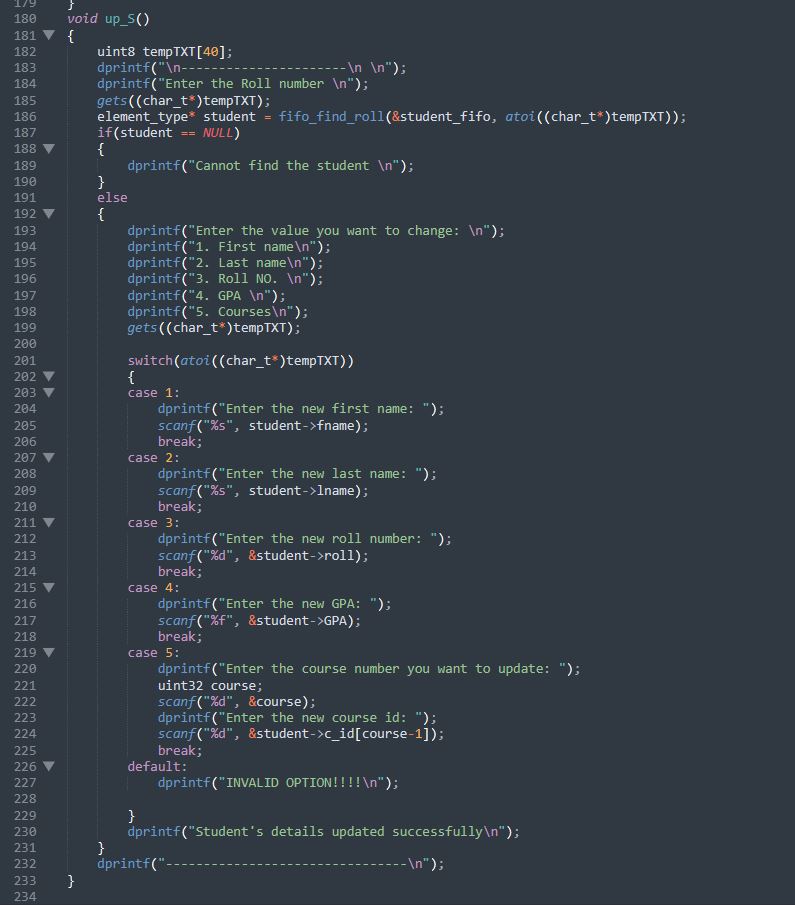 179 }
180 void up_S()
181 {
182 uint8 tempTXT[40];
183 dprintf("\n----------------------\n \n");
184 dprintf("Enter the Roll number \n");
185 gets((char_t*)tempTXT);
186 element_type* student = fifo_find_roll(&student_fifo, atoi((char_t*)tempTXT));
187 if(student == NULL)
188 {
189 dprintf("Cannot find the student \n");
190 }
191 else
192 {
193 dprintf("Enter the value you want to change: \n");
194 dprintf("1. First name\n");
195 dprintf("2. Last name\n");
196 dprintf("3. Roll NO. \n");
197 dprintf("4. GPA \n");
198 dprintf("5. Courses\n");
199 gets((char_t*)tempTXT);
200
201 switch(atoi((char_t*)tempTXT))
202 {
203 case 1:
204 dprintf("Enter the new first name: ");
205 scanf("%s", student->fname);
206 break;
207 case 2:
208 dprintf("Enter the new last name: ");
209 scanf("%s", student->lname);
210 break;
211 case 3:
212 dprintf("Enter the new roll number: ");
213 scanf("%d", &student->roll);
214 break;
215 case 4:
216 dprintf("Enter the new GPA: ");
217 scanf("%f", &student->GPA);
218 break;
219 case 5:
220 dprintf("Enter the course number you want to update: ");
221 uint32 course;
222 scanf("%d", &course);
223 dprintf("Enter the new course id: ");
224 scanf("%d", &student->c_id[course-1]);
225 break;
226 default:
227 dprintf("INVALID OPTION!!!!\n");
228
229 }
230 dprintf("Student's details updated successfully\n");
231 }
232 dprintf("--------------------------------\n");
233 }
234